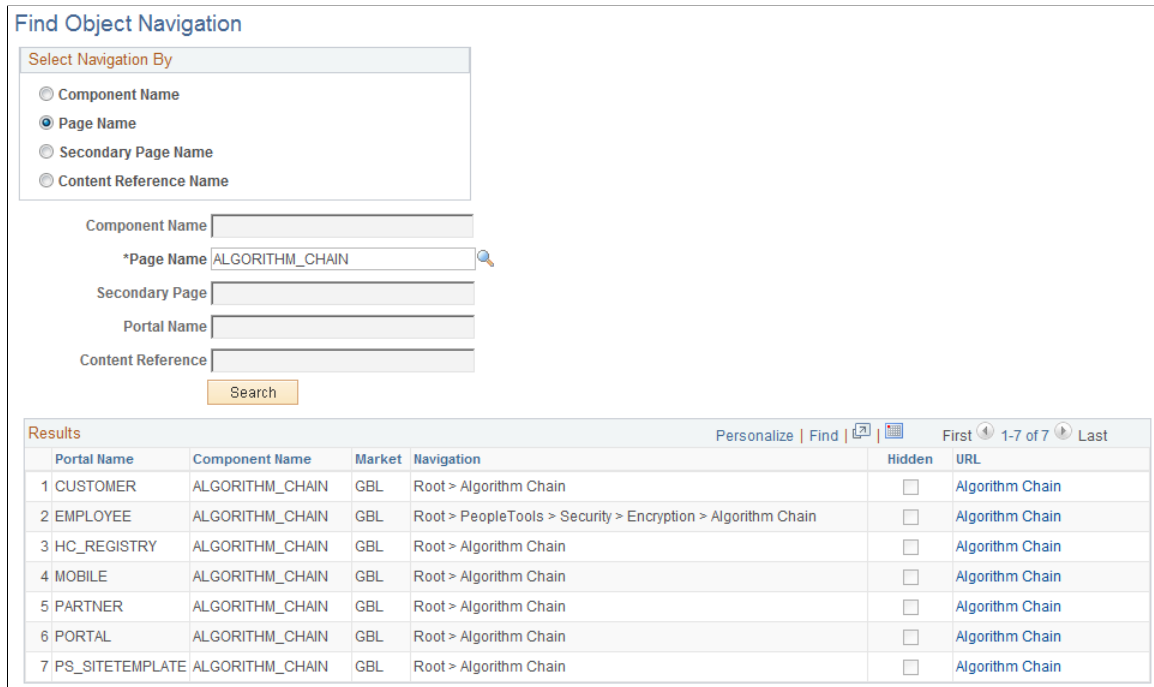 Find Object Navigation
Select Navigation By
Component Name
Page Name
Secondary Page Name
Content Reference Name
Component Name
*Page Name ALGORITHM_CHAIN
Secondary Page
Portal Name
Content Reference
Search
Results Personalize | Find | | First 1-7 of 7 Last
Portal Name Component Name Market Navigation Hidden URL
1 CUSTOMER ALGORITHM_CHAIN GBL Root > Algorithm Chain Algorithm Chain
2 EMPLOYEE ALGORITHM_CHAIN GBL Root > PeopleTools > Security > Encryption > Algorithm Chain Algorithm Chain
3 HC_REGISTRY ALGORITHM_CHAIN GBL Root > Algorithm Chain Algorithm Chain
4 MOBILE ALGORITHM_CHAIN GBL Root > Algorithm Chain Algorithm Chain
5 PARTNER ALGORITHM_CHAIN GBL Root > Algorithm Chain Algorithm Chain
6 PORTAL ALGORITHM_CHAIN GBL Root > Algorithm Chain Algorithm Chain
7 PS_SITETEMPLATE ALGORITHM_CHAIN GBL Root > Algorithm Chain Algorithm Chain